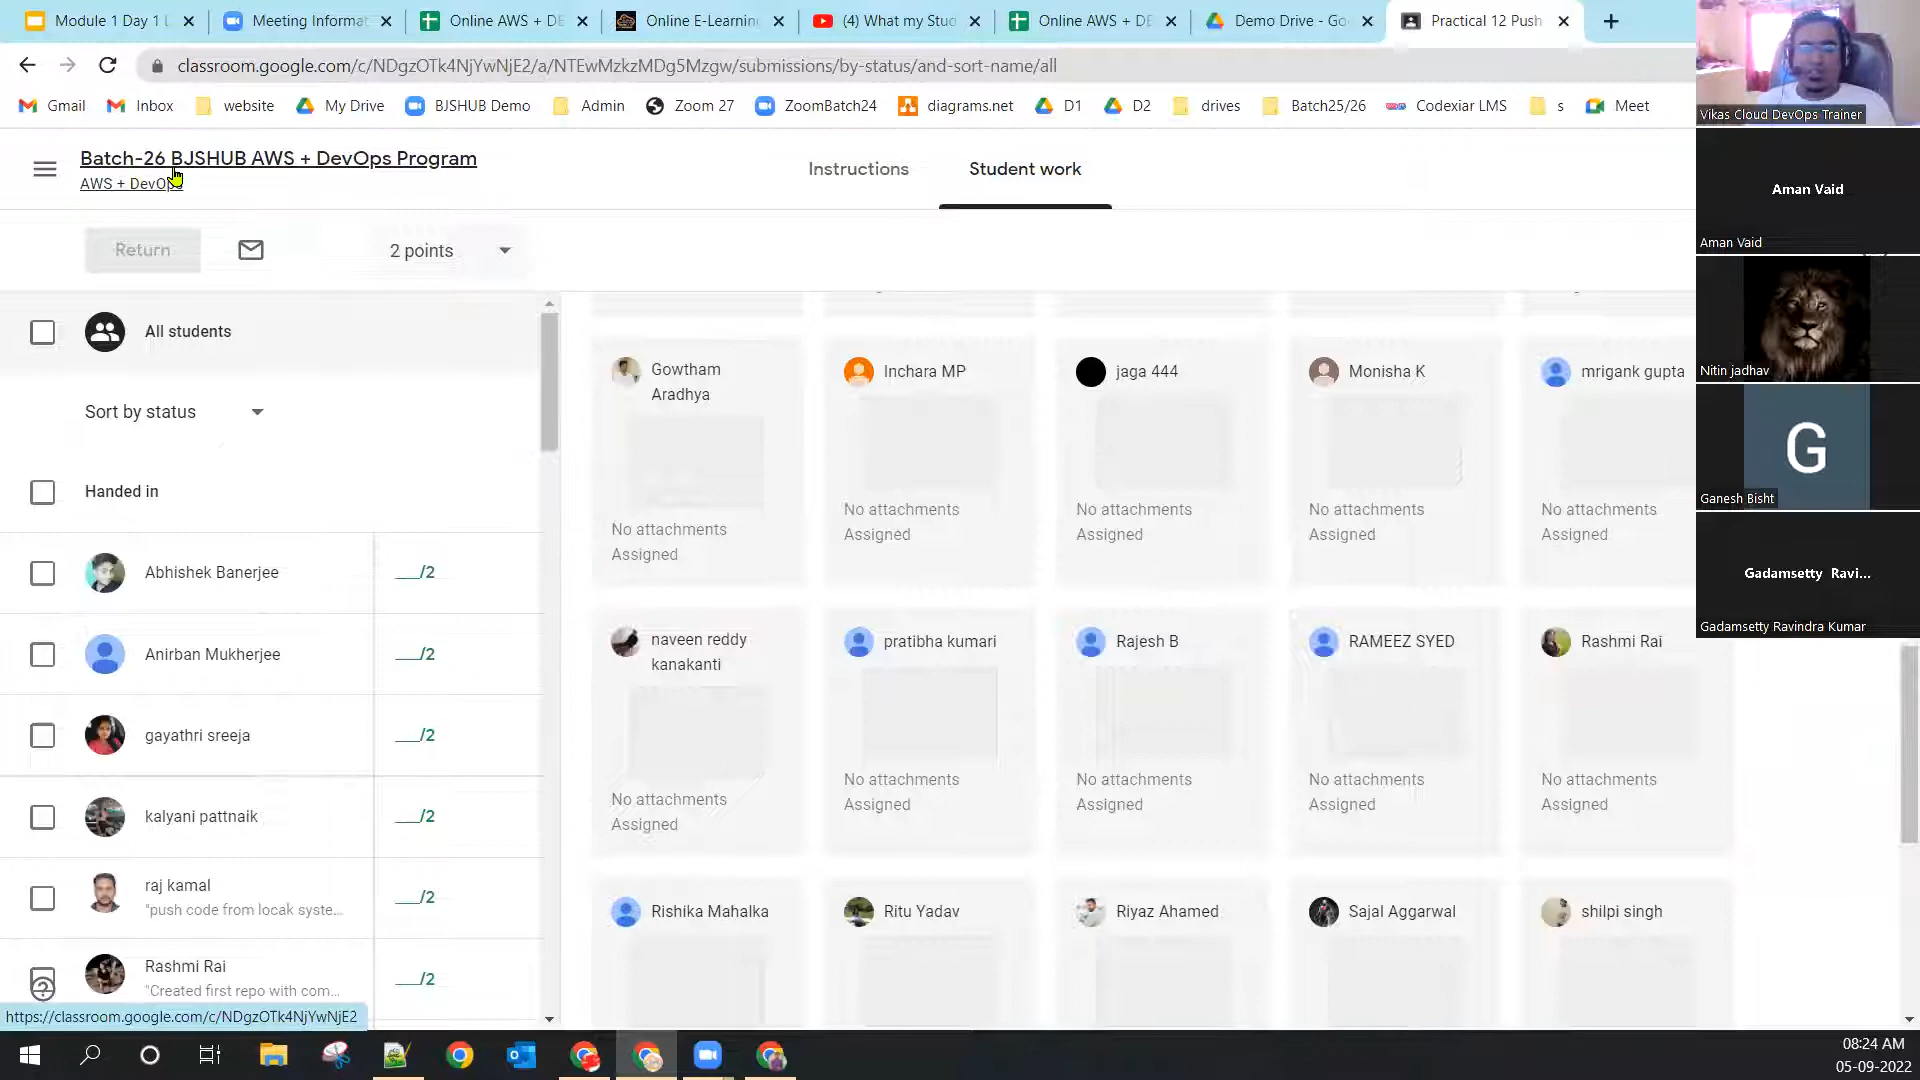 Module 1 Day 1 L
Meeting Informat
Online AWS + DE
Online E-Learnin
(4) What my Stud
Online AWS + DE
Demo Drive - Go
Practical 12 Push
classroom.google.com/c/NDgzOTk4NjYwNjE2/a/NTEwMzkzMDg5Mzgw/submissions/by-status/and-sort-name/all
Gmail
Inbox
website
My Drive
BJSHUB Demo
Admin
Zoom 27
ZoomBatch24
diagrams.net
D1
D2
drives
Batch25/26
Codexiar LMS
s
Meet
Batch-26 BJSHUB AWS + DevOps Program
AWS + DevOps
Instructions
Student work
Return
2 points
All students
Sort by status
Handed in
Abhishek Banerjee
___/2
Anirban Mukherjee
___/2
gayathri sreeja
___/2
kalyani pattnaik
___/2
raj kamal
"push code from locak syste...
___/2
Rashmi Rai
"Created first repo with com...
___/2
Gowtham
Aradhya
No attachments
Assigned
Inchara MP
No attachments
Assigned
jaga 444
No attachments
Assigned
Monisha K
No attachments
Assigned
mrigank gupta
No attachments
Assigned
naveen reddy
kanakanti
No attachments
Assigned
pratibha kumari
No attachments
Assigned
Rajesh B
No attachments
Assigned
RAMEEZ SYED
No attachments
Assigned
Rashmi Rai
No attachments
Assigned
Rishika Mahalka
Ritu Yadav
Riyaz Ahamed
Sajal Aggarwal
shilpi singh
Vikas Cloud DevOps Trainer
Aman Vaid
Aman Vaid
Nitin jadhav
G
Ganesh Bisht
Gadamsetty Ravi...
Gadamsetty Ravindra Kumar
https://classroom.google.com/c/NDgzOTk4NjYwNjE2
08:24 AM
05-09-2022